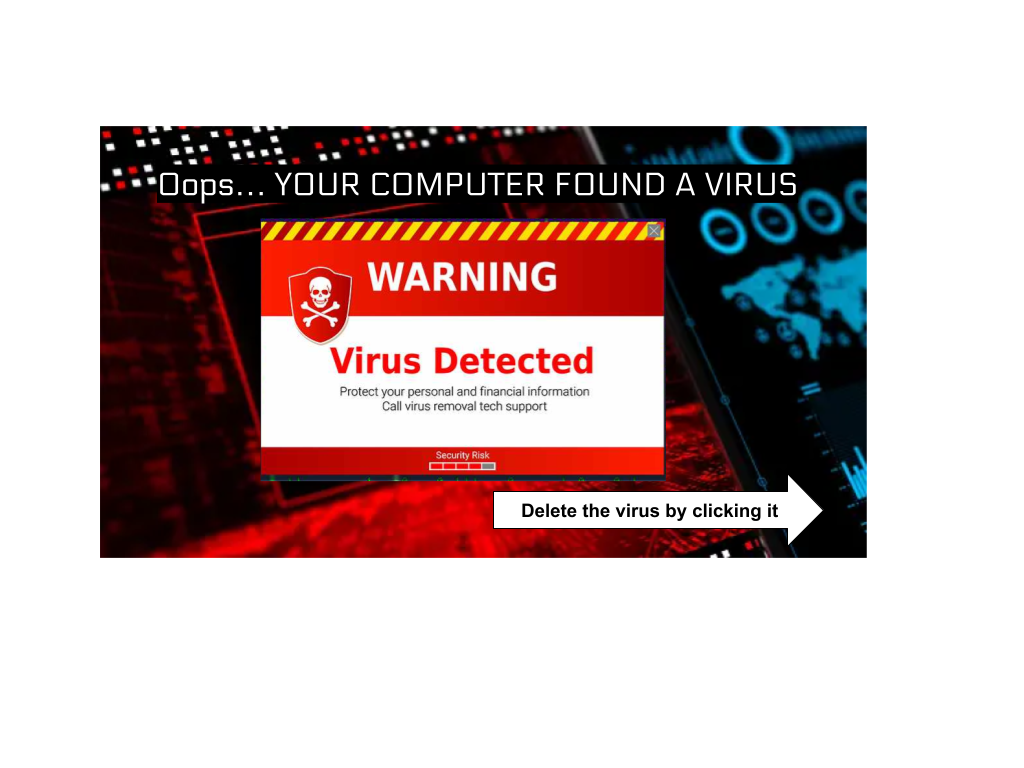 Oops... YOUR COMPUTER FOUND A VIRUS
WARNING
Virus Detected
Protect your personal and financial information
Call virus removal tech support
Security Risk
Delete the virus by clicking it